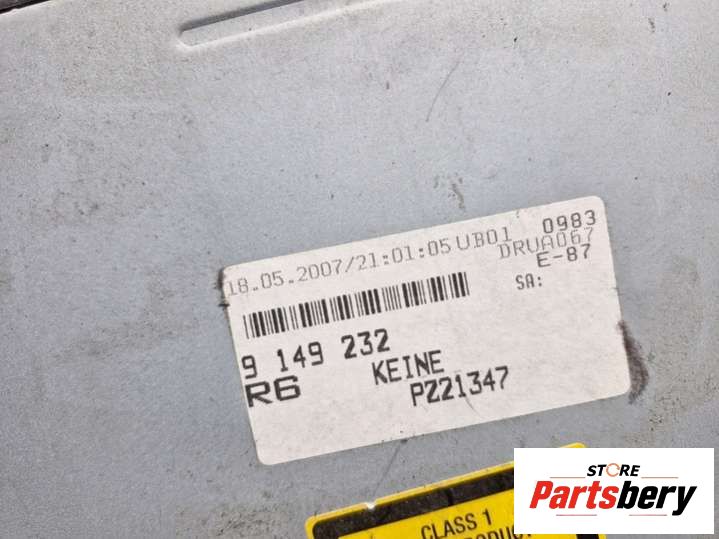 18.05.2007/21:01:05 UB01 0983
DRUA067
E-87
SA:
9 149 232
R6 KEINE
PZ21347
CLASS 1
PRODUCT
STORE
Partsbery